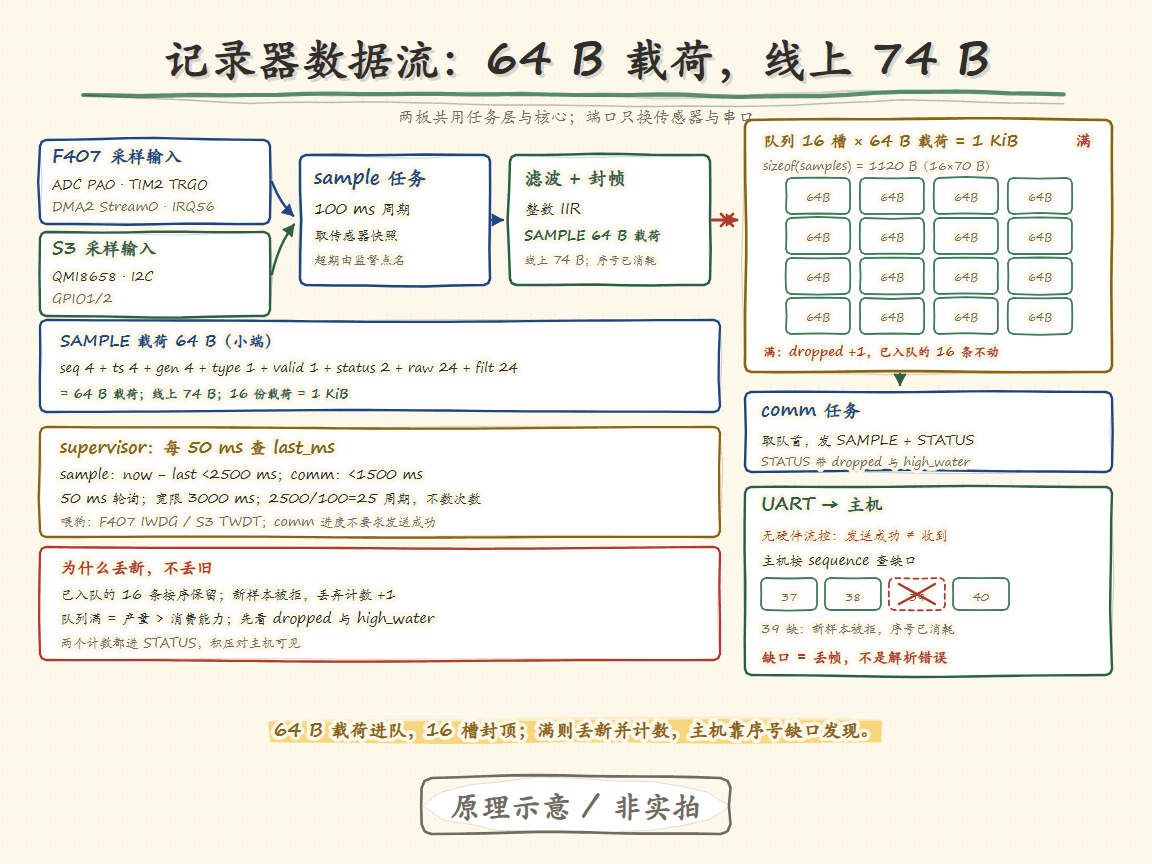 记录器数据流：64 B 载荷，线上 74 B
两板共用任务层与核心；端口只换传感器与串口
F407 采样输入
ADC PA0 · TIM2 TRGO
DMA2 Stream0 · IRQ56
S3 采样输入
QMI8658 · I2C
GPIO1/2
sample 任务
100 ms 周期
取传感器快照
超期由监督点名
滤波 + 封帧
整数 IIR
SAMPLE 64 B 载荷
线上 74 B；序号已消耗
队列 16 槽 × 64 B 载荷 = 1 KiB
满
sizeof(samples) = 1120 B（16×70 B）
64B 64B 64B 64B
64B 64B 64B 64B
64B 64B 64B 64B
64B 64B 64B 64B
满：dropped +1，已入队的 16 条不动
SAMPLE 载荷 64 B（小端）
seq 4 + ts 4 + gen 4 + type 1 + valid 1 + status 2 + raw 24 + filt 24
= 64 B 载荷；线上 74 B；16 份载荷 = 1 KiB
supervisor：每 50 ms 查 last_ms
sample：now − last <2500 ms；comm：<1500 ms
50 ms 轮询；宽限 3000 ms；2500/100=25 周期，不数次数
喂狗：F407 IWDG / S3 TWDT；comm 进度不要求发送成功
为什么丢新，不丢旧
已入队的 16 条按序保留；新样本被拒，丢弃计数 +1
队列满 = 产量 > 消费能力；先看 dropped 与 high_water
两个计数都进 STATUS，积压对主机可见
comm 任务
取队首，发 SAMPLE + STATUS
STATUS 带 dropped 与 high_water
UART → 主机
无硬件流控：发送成功 ≠ 收到
主机按 sequence 查缺口
37 38 39 40
39 缺：新样本被拒，序号已消耗
缺口 = 丢帧，不是解析错误
64 B 载荷进队，16 槽封顶；满则丢新并计数，主机靠序号缺口发现。
原理示意 / 非实拍